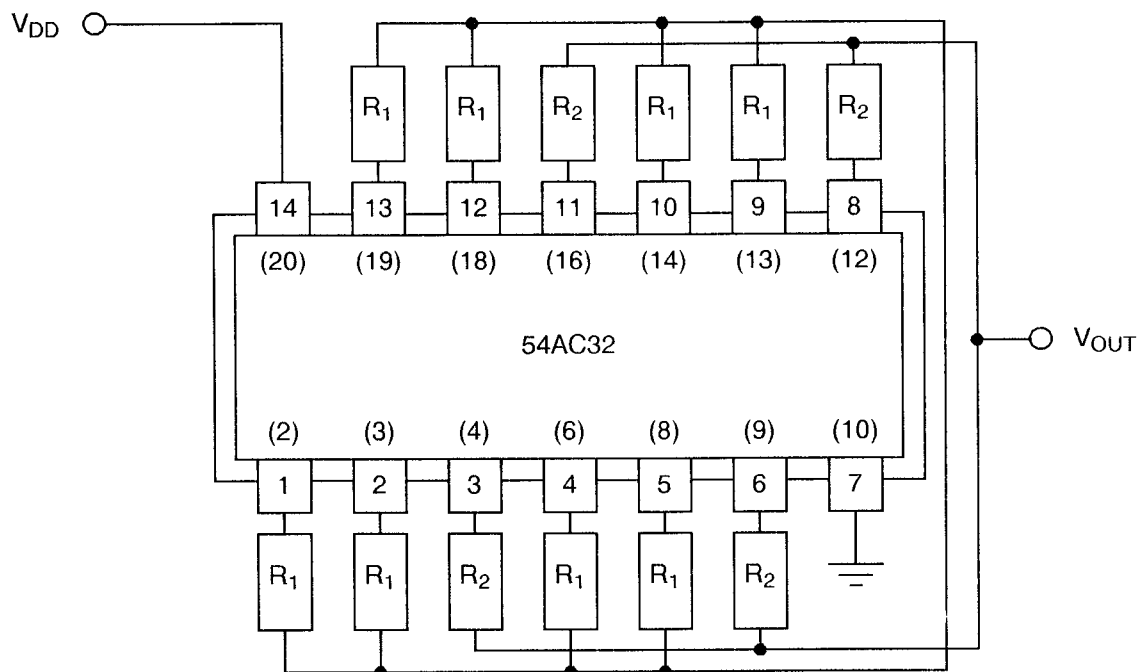 V_DD
R₁ R₁ R₂ R₁ R₁ R₂
14 13 12 11 10 9 8
(20) (19) (18) (16) (14) (13) (12)
54AC32
V_OUT
(2) (3) (4) (6) (8) (9) (10)
1 2 3 4 5 6 7
R₁ R₁ R₂ R₁ R₁ R₂